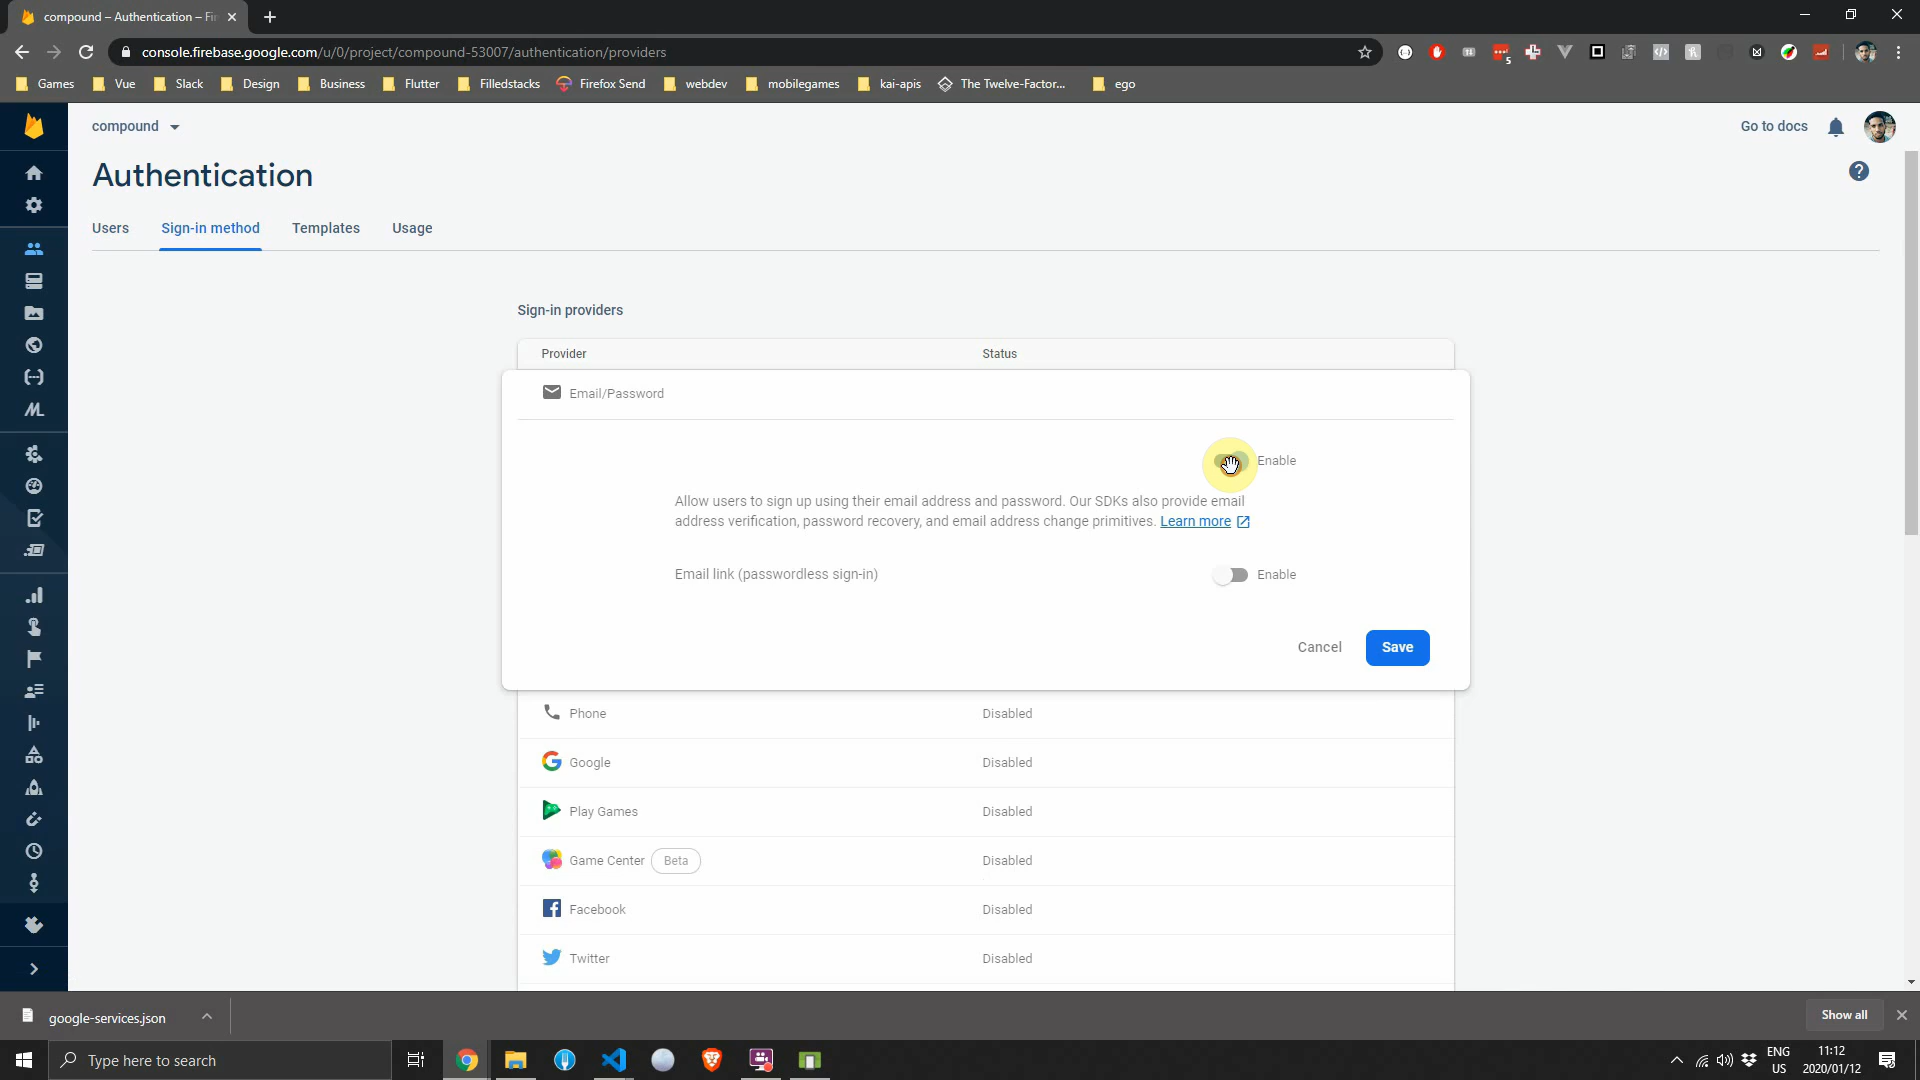 compound – Authentication – Fir
console.firebase.google.com/u/0/project/compound-53007/authentication/providers
5
Games Vue Slack Design Business Flutter Filledstacks Firefox Send webdev mobilegames kai-apis The Twelve-Factor... ego
compound Go to docs
Authentication
Users Sign-in method Templates Usage
Sign-in providers
Provider Status
Email/Password
Enable
Allow users to sign up using their email address and password. Our SDKs also provide email
address verification, password recovery, and email address change primitives. Learn more
Email link (passwordless sign-in) Enable
Cancel Save
Phone Disabled
Google Disabled
Play Games Disabled
Game Center Beta Disabled
Facebook Disabled
Twitter Disabled
google-services.json Show all
Type here to search
ENG 11:12
US 2020/01/12